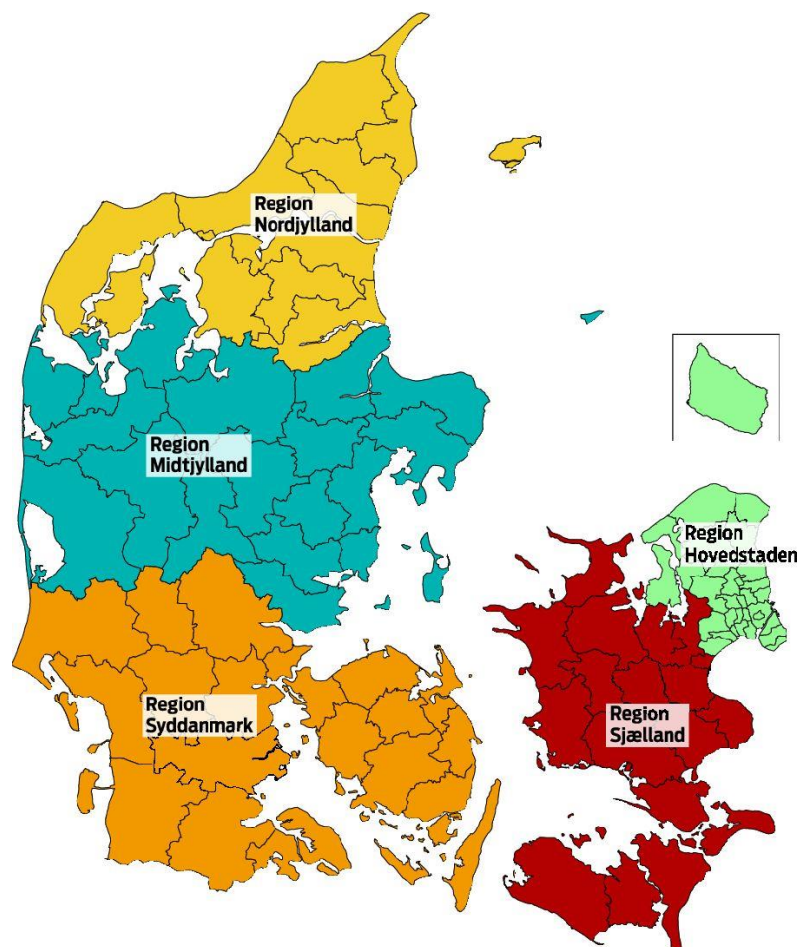 Region
Nordjylland
Region
Midtjylland
Region
Hovedstaden
Region
Syddanmark
Region
Sjælland